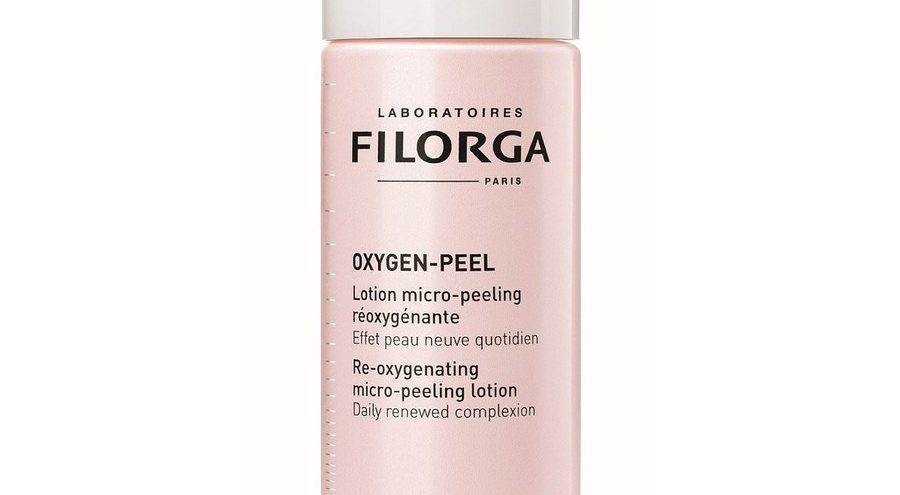 LABORATOIRES
FILORGA
PARIS
OXYGEN-PEEL
Lotion micro-peeling
réoxygénante
Effet peau neuve quotidien
Re-oxygenating
micro-peeling lotion
Daily renewed complexion